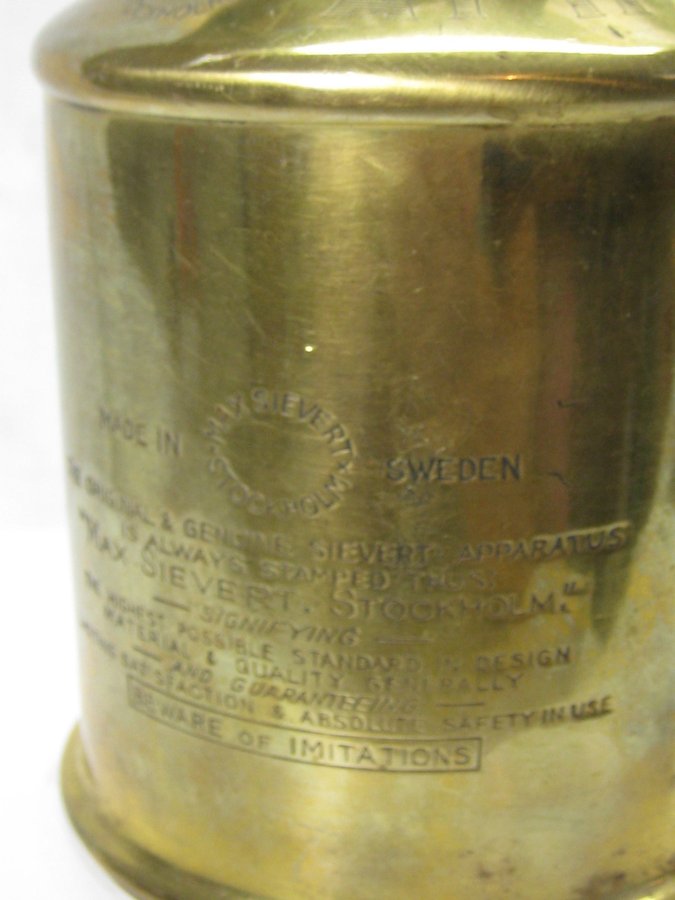 MADE IN MAX SIEVERT STOCKHOLM SWEDEN
THE ORIGINAL & GENUINE SIEVERT APPARATUS
IS ALWAYS STAMPED THUS:
"MAX SIEVERT. STOCKHOLM."
— SIGNIFYING —
THE HIGHEST POSSIBLE STANDARD IN DESIGN
MATERIAL & QUALITY GENERALLY
— AND GUARANTEEING —
SATISFACTION & ABSOLUTE SAFETY IN USE
BEWARE OF IMITATIONS